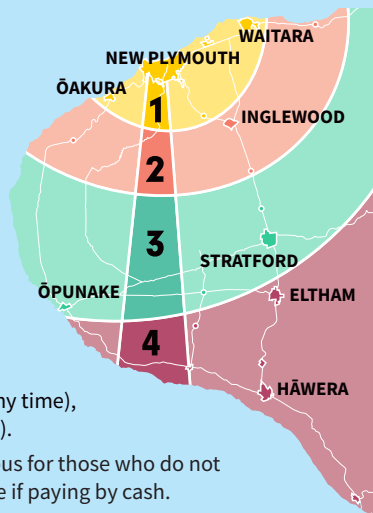 WAITARA
NEW PLYMOUTH
ŌAKURA
1
INGLEWOOD
2
3
STRATFORD
ŌPUNAKE
ELTHAM
4
HĀWERA
ny time),
).
ous for those who do not
e if paying by cash.